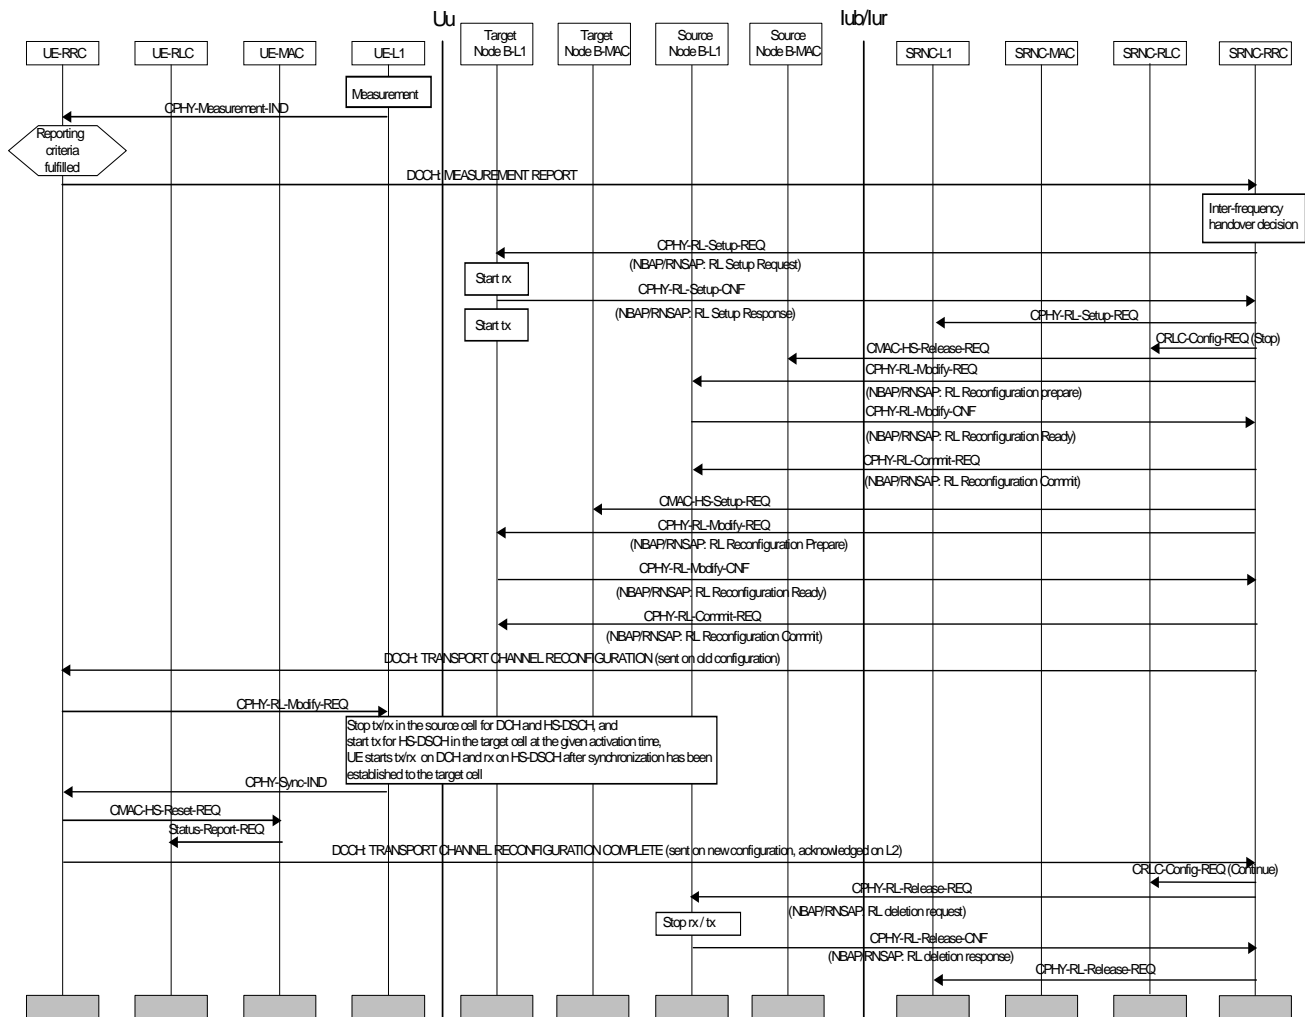 Uu
Iub/Iur
UE-RRC
UE-RLC
UE-MAC
UE-L1
Target
Node B-L1
Target
Node B-MAC
Source
Node B-L1
Source
Node B-MAC
SRNC-L1
SRNC-MAC
SRNC-RLC
SRNC-RRC
Measurement
CPHY-Measurement-IND
Reporting
criteria
fulfilled
DCCH: MEASUREMENT REPORT
Inter-frequency
handover decision
CPHY-RL-Setup-REQ
(NBAP/RNSAP: RL Setup Request)
Start rx
CPHY-RL-Setup-CNF
(NBAP/RNSAP: RL Setup Response)
Start tx
CPHY-RL-Setup-REQ
CRLC-Config-REQ (Stop)
CMAC-HS-Release-REQ
CPHY-RL-Modify-REQ
(NBAP/RNSAP: RL Reconfiguration prepare)
CPHY-RL-Modify-CNF
(NBAP/RNSAP: RL Reconfiguration Ready)
CPHY-RL-Commit-REQ
(NBAP/RNSAP: RL Reconfiguration Commit)
CMAC-HS-Setup-REQ
CPHY-RL-Modify-REQ
(NBAP/RNSAP: RL Reconfiguration Prepare)
CPHY-RL-Modify-CNF
(NBAP/RNSAP: RL Reconfiguration Ready)
CPHY-RL-Commit-REQ
(NBAP/RNSAP: RL Reconfiguration Commit)
DCCH: TRANSPORT CHANNEL RECONFIGURATION (sent on old configuration)
CPHY-RL-Modify-REQ
Stop tx/rx in the source cell for DCH and HS-DSCH, and
start tx for HS-DSCH in the target cell at the given activation time,
UE starts tx/rx on DCH and rx on HS-DSCH after synchronization has been
established to the target cell
CPHY-Sync-IND
CMAC-HS-Reset-REQ
Status-Report-REQ
DCCH: TRANSPORT CHANNEL RECONFIGURATION COMPLETE (sent on new configuration, acknowledged on L2)
CRLC-Config-REQ (Continue)
CPHY-RL-Release-REQ
(NBAP/RNSAP: RL deletion request)
Stop rx / tx
CPHY-RL-Release-CNF
(NBAP/RNSAP: RL deletion response)
CPHY-RL-Release-REQ